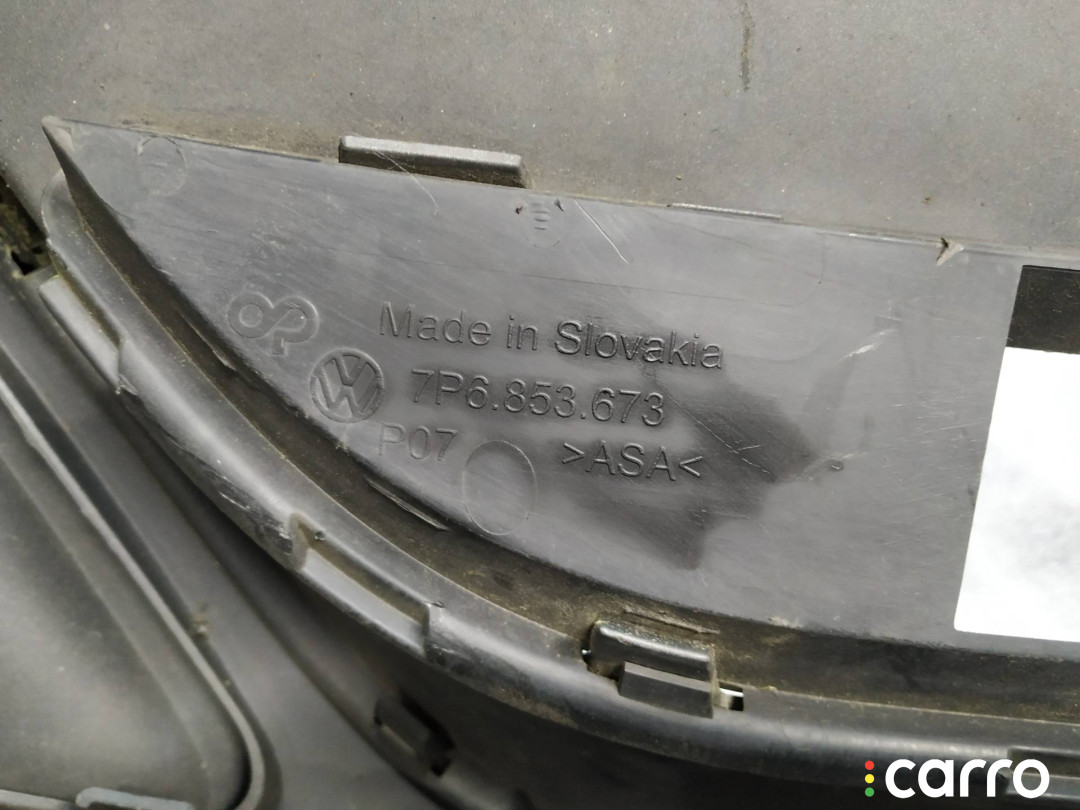 Made in Slovakia
7P6.853.673
P07
>ASA<
carro